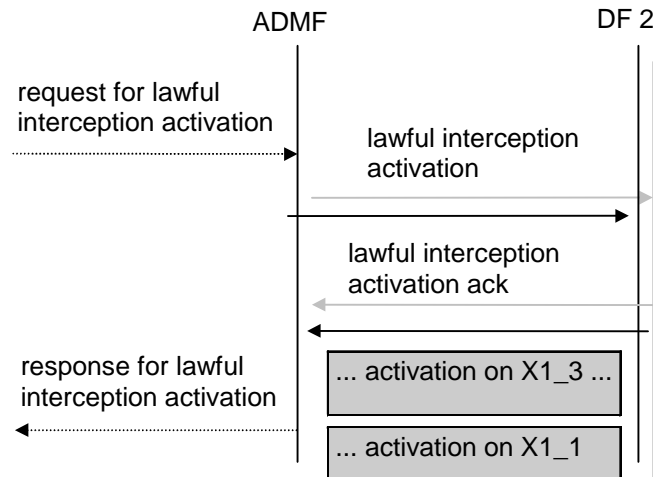 ADMF
DF 2
request for lawful
interception activation
lawful interception
activation
lawful interception
activation ack
response for lawful
interception activation
... activation on X1_3 ...
... activation on X1_1